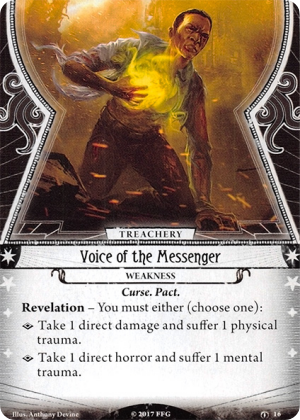 TREACHERY
Voice of the Messenger
WEAKNESS
Curse. Pact.
Revelation – You must either (choose one):
Take 1 direct damage and suffer 1 physical
trauma.
Take 1 direct horror and suffer 1 mental
trauma.
Illus. Anthony Devine
© 2017 FFG
16